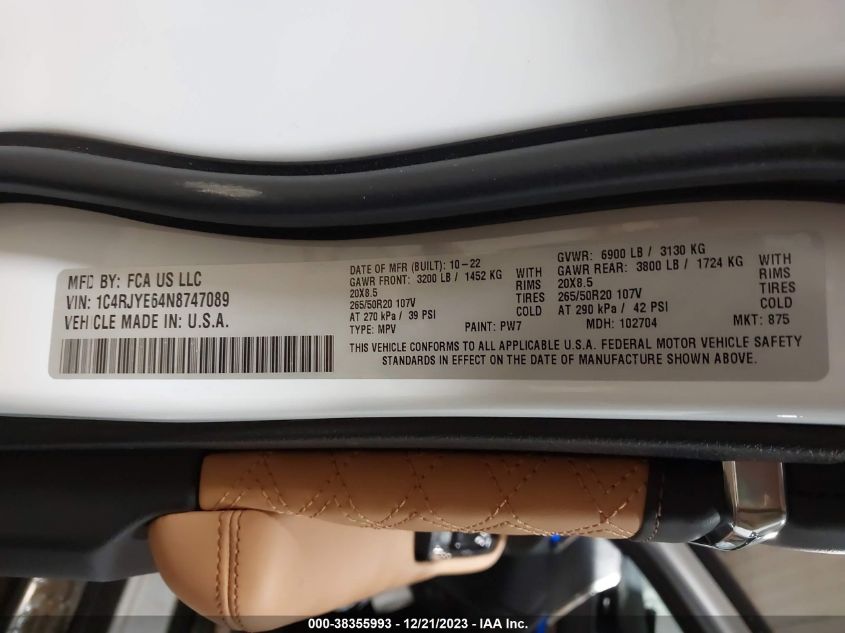 MFD BY: FCA US LLC
VIN: 1C4RJYE64N8747089
VEHICLE MADE IN: U.S.A.
DATE OF MFR (BUILT): 10-22
GAWR FRONT: 3200 LB / 1452 KG
20X8.5
265/50R20 107V
AT 270 kPa / 39 PSI
TYPE: MPV
PAINT: PW7
WITH
RIMS
TIRES
COLD
GVWR: 6900 LB / 3130 KG
GAWR REAR: 3800 LB / 1724 KG
20X8.5
265/50R20 107V
AT 290 kPa / 42 PSI
MDH: 102704
WITH
RIMS
TIRES
COLD
MKT: 875
THIS VEHICLE CONFORMS TO ALL APPLICABLE U.S.A. FEDERAL MOTOR VEHICLE SAFETY
STANDARDS IN EFFECT ON THE DATE OF MANUFACTURE SHOWN ABOVE.
000-38355993 - 12/21/2023 - IAA Inc.